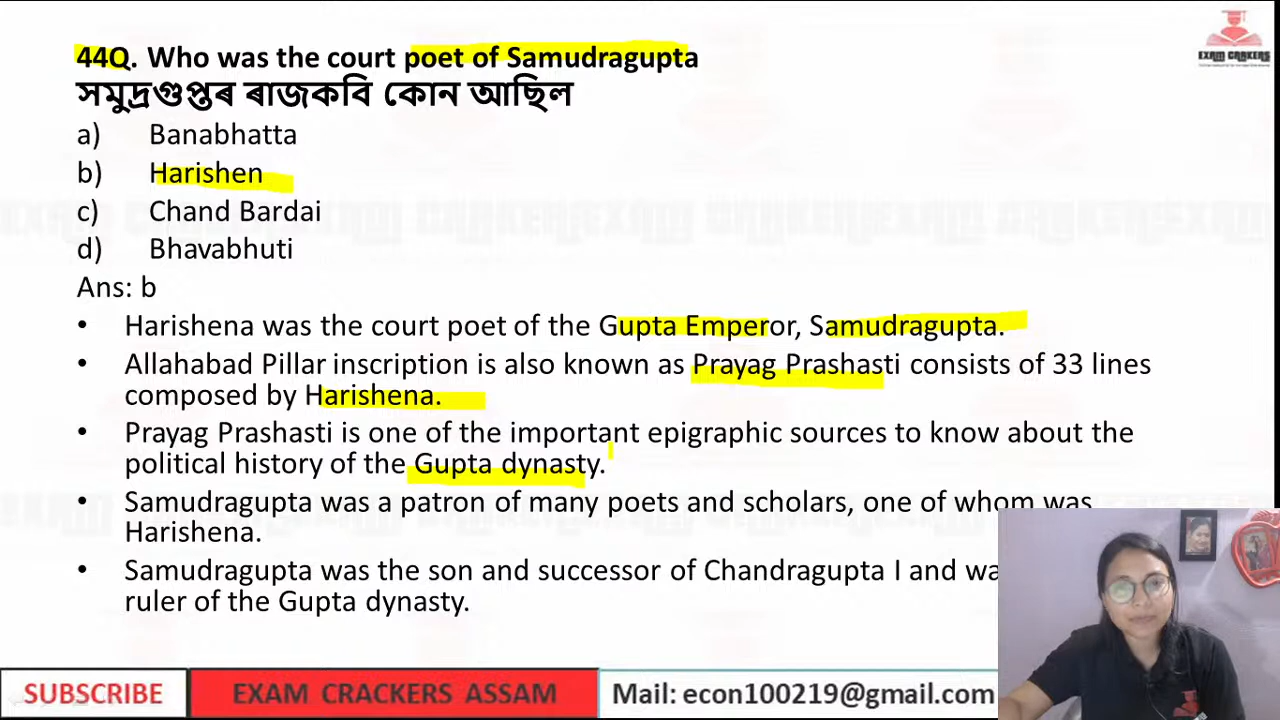 44Q. Who was the court poet of Samudragupta
সমুদ্ৰগুপ্তৰ ৰাজকবি কোন আছিল
a) Banabhatta
b) Harishen
c) Chand Bardai
d) Bhavabhuti
Ans: b
• Harishena was the court poet of the Gupta Emperor, Samudragupta.
• Allahabad Pillar inscription is also known as Prayag Prashasti consists of 33 lines
composed by Harishena.
• Prayag Prashasti is one of the important epigraphic sources to know about the
political history of the Gupta dynasty.
• Samudragupta was a patron of many poets and scholars, one of whom was
Harishena.
• Samudragupta was the son and successor of Chandragupta I and wa
ruler of the Gupta dynasty.
EXAM CRAKERS
SUBSCRIBE
EXAM CRACKERS ASSAM
Mail: econ100219@gmail.com